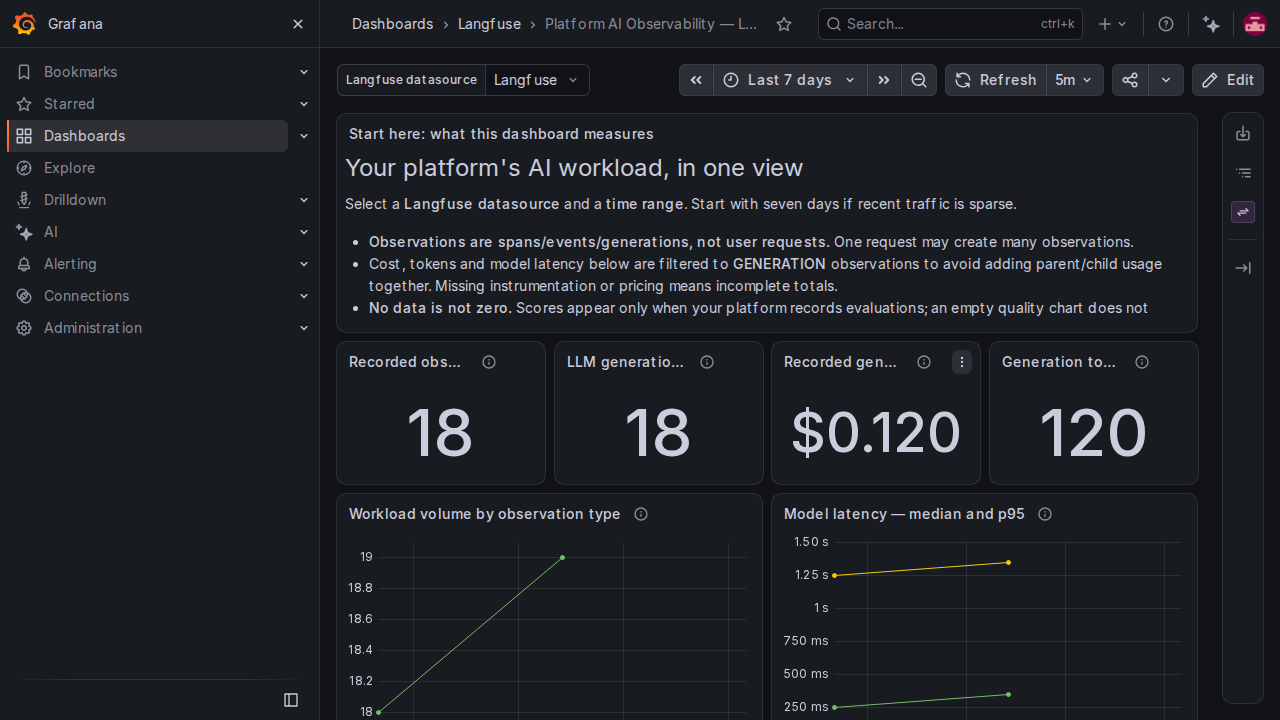 Grafana
Dashboards › Langfuse › Platform AI Observability — L...
Search...
ctrl+k
Bookmarks
Starred
Dashboards
Explore
Drilldown
AI
Alerting
Connections
Administration
Langfuse datasource
Langfuse
Last 7 days
Refresh
5m
Edit
Start here: what this dashboard measures
Your platform's AI workload, in one view
Select a Langfuse datasource and a time range. Start with seven days if recent traffic is sparse.
• Observations are spans/events/generations, not user requests. One request may create many observations.
• Cost, tokens and model latency below are filtered to GENERATION observations to avoid adding parent/child usage
together. Missing instrumentation or pricing means incomplete totals.
• No data is not zero. Scores appear only when your platform records evaluations; an empty quality chart does not
Recorded obs...
18
LLM generatio...
18
Recorded gen...
$0.120
Generation to...
120
Workload volume by observation type
19
18.8
18.6
18.4
18.2
18
Model latency — median and p95
1.50 s
1.25 s
1 s
750 ms
500 ms
250 ms